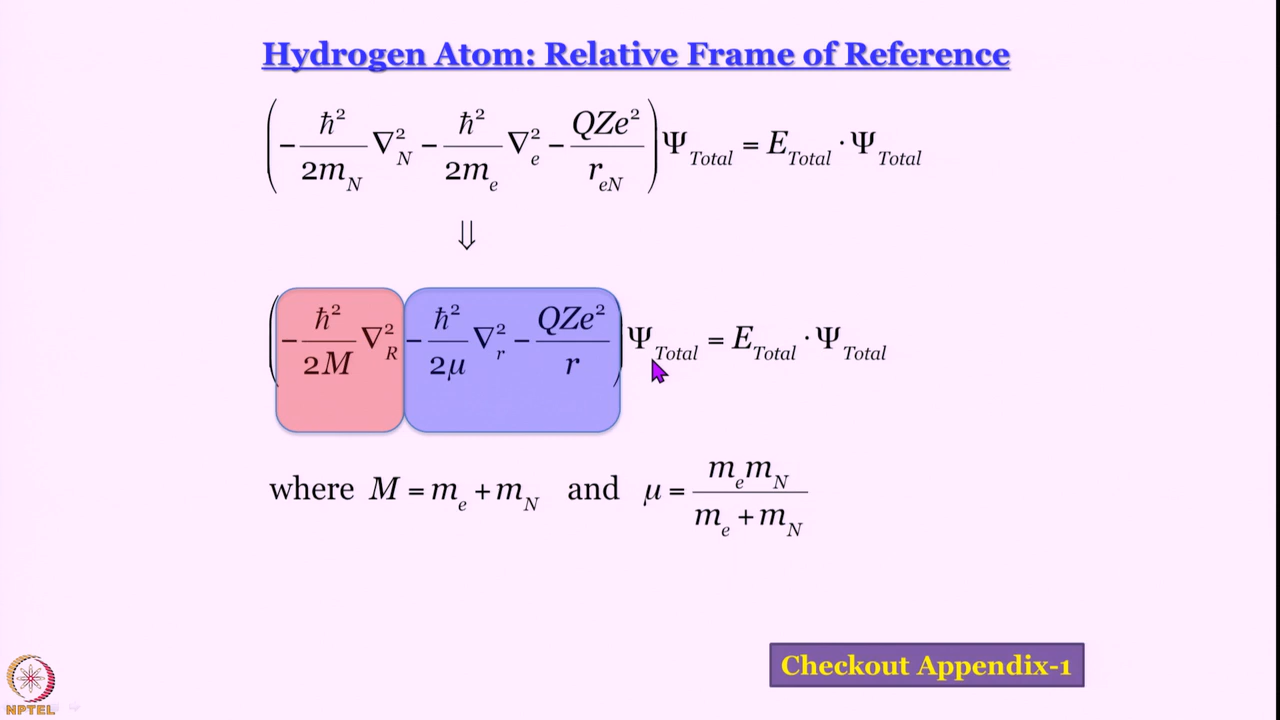 Hydrogen Atom: Relative Frame of Reference
(-ħ²/2m_N ∇²_N - ħ²/2m_e ∇²_e - QZe²/r_eN) Ψ_Total = E_Total · Ψ_Total
⇓
(-ħ²/2M ∇²_R - ħ²/2μ ∇²_r - QZe²/r) Ψ_Total = E_Total · Ψ_Total
where M = m_e + m_N and μ = m_e m_N / m_e + m_N
Checkout Appendix-1
NPTEL